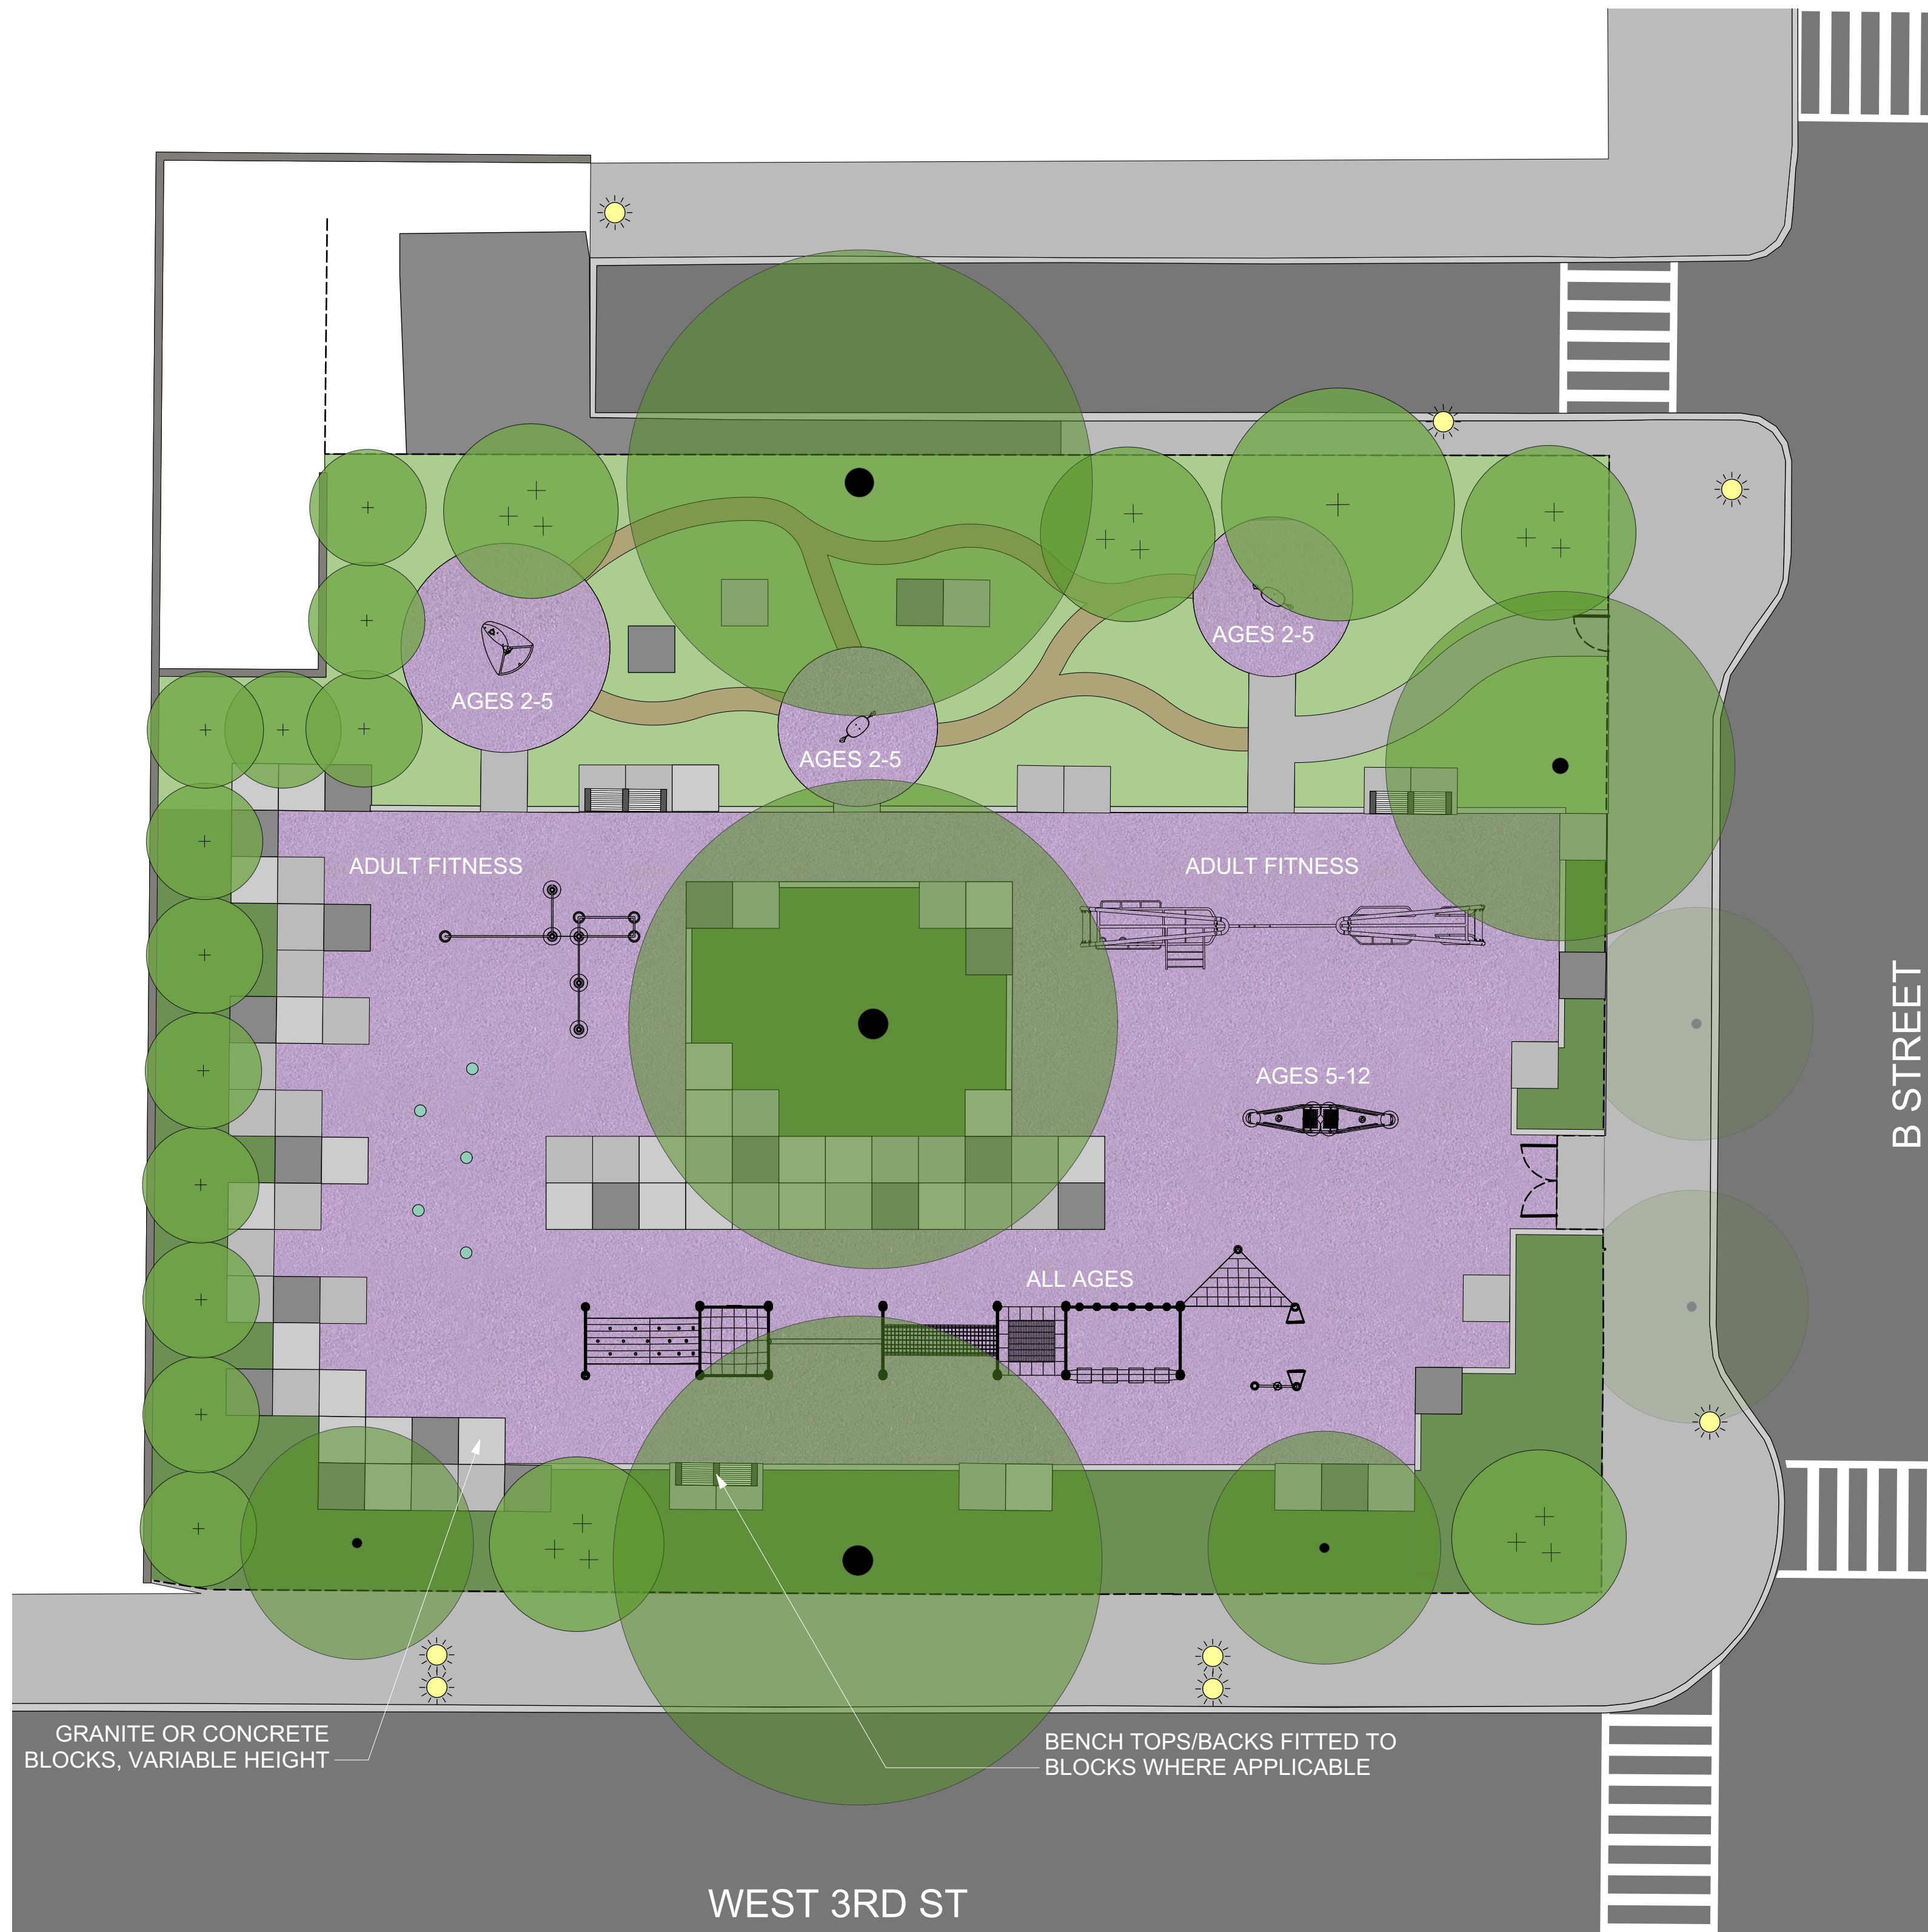 AGES 2-5
AGES 2-5
AGES 2-5
ADULT FITNESS
ADULT FITNESS
AGES 5-12
B STREET
ALL AGES
GRANITE OR CONCRETE
BLOCKS, VARIABLE HEIGHT
BENCH TOPS/BACKS FITTED TO
BLOCKS WHERE APPLICABLE
WEST 3RD ST